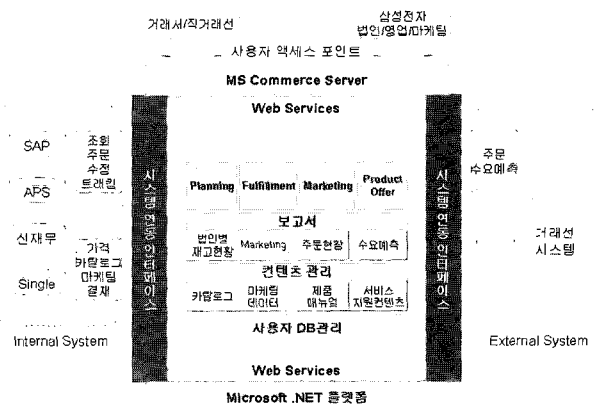 거래서/직거래선
삼성전자
법인/영업/마케팅
사용자 액세스 포인트
MS Commerce Server
Web Services
SAP
APS
신재무
Single
조회
주문
수정
트래킹
가격
카탈로그
마케팅
결재
시스템 연동 인터페이스
Planning
Fulfillment
Marketing
Product
Offer
보고서
법인별
재고현황
Marketing
주문현황
수요예측
컨텐츠 관리
카탈로그
마케팅
데이터
제품
매뉴얼
서비스
지원컨텐츠
사용자 DB관리
시스템 연동 인터페이스
주문
수요예측
거래선
시스템
Internal System
External System
Web Services
Microsoft .NET 플랫폼